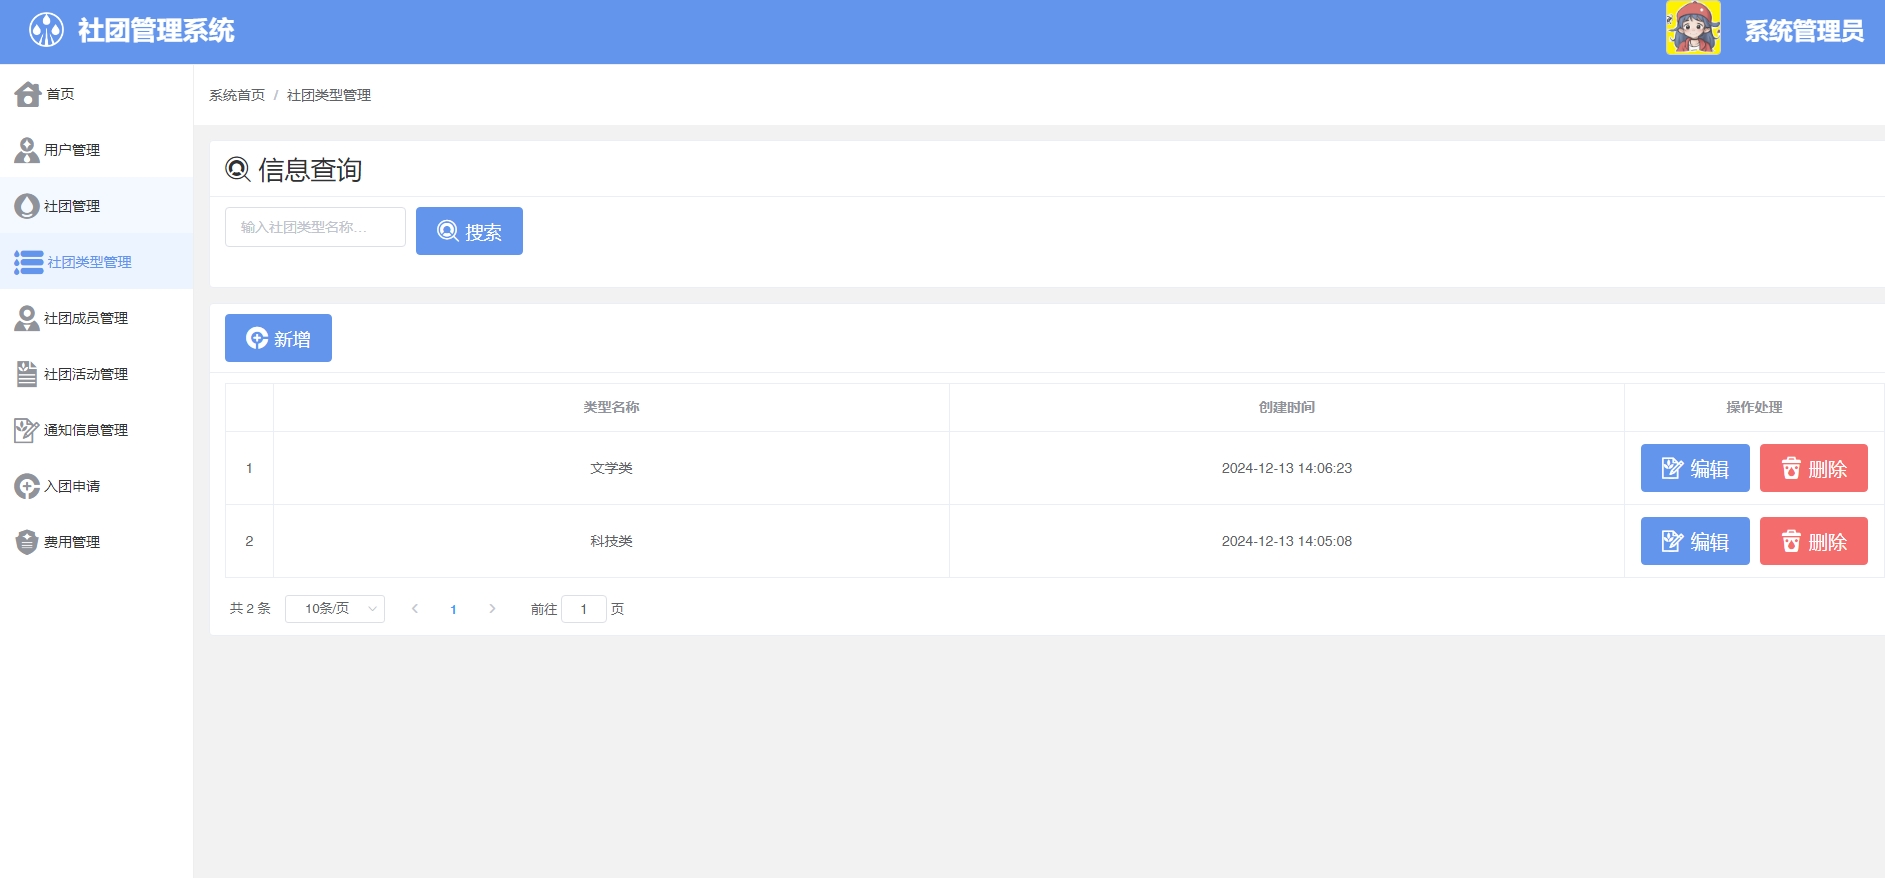 社团管理系统
系统管理员
首页
用户管理
社团管理
社团类型管理
社团成员管理
社团活动管理
通知信息管理
入团申请
费用管理
系统首页 / 社团类型管理
信息查询
输入社团类型名称...
搜索
新增
类型名称 创建时间 操作处理
1 文学类 2024-12-13 14:06:23 编辑 删除
2 科技类 2024-12-13 14:05:08 编辑 删除
共 2 条 10条/页 1 前往 1 页